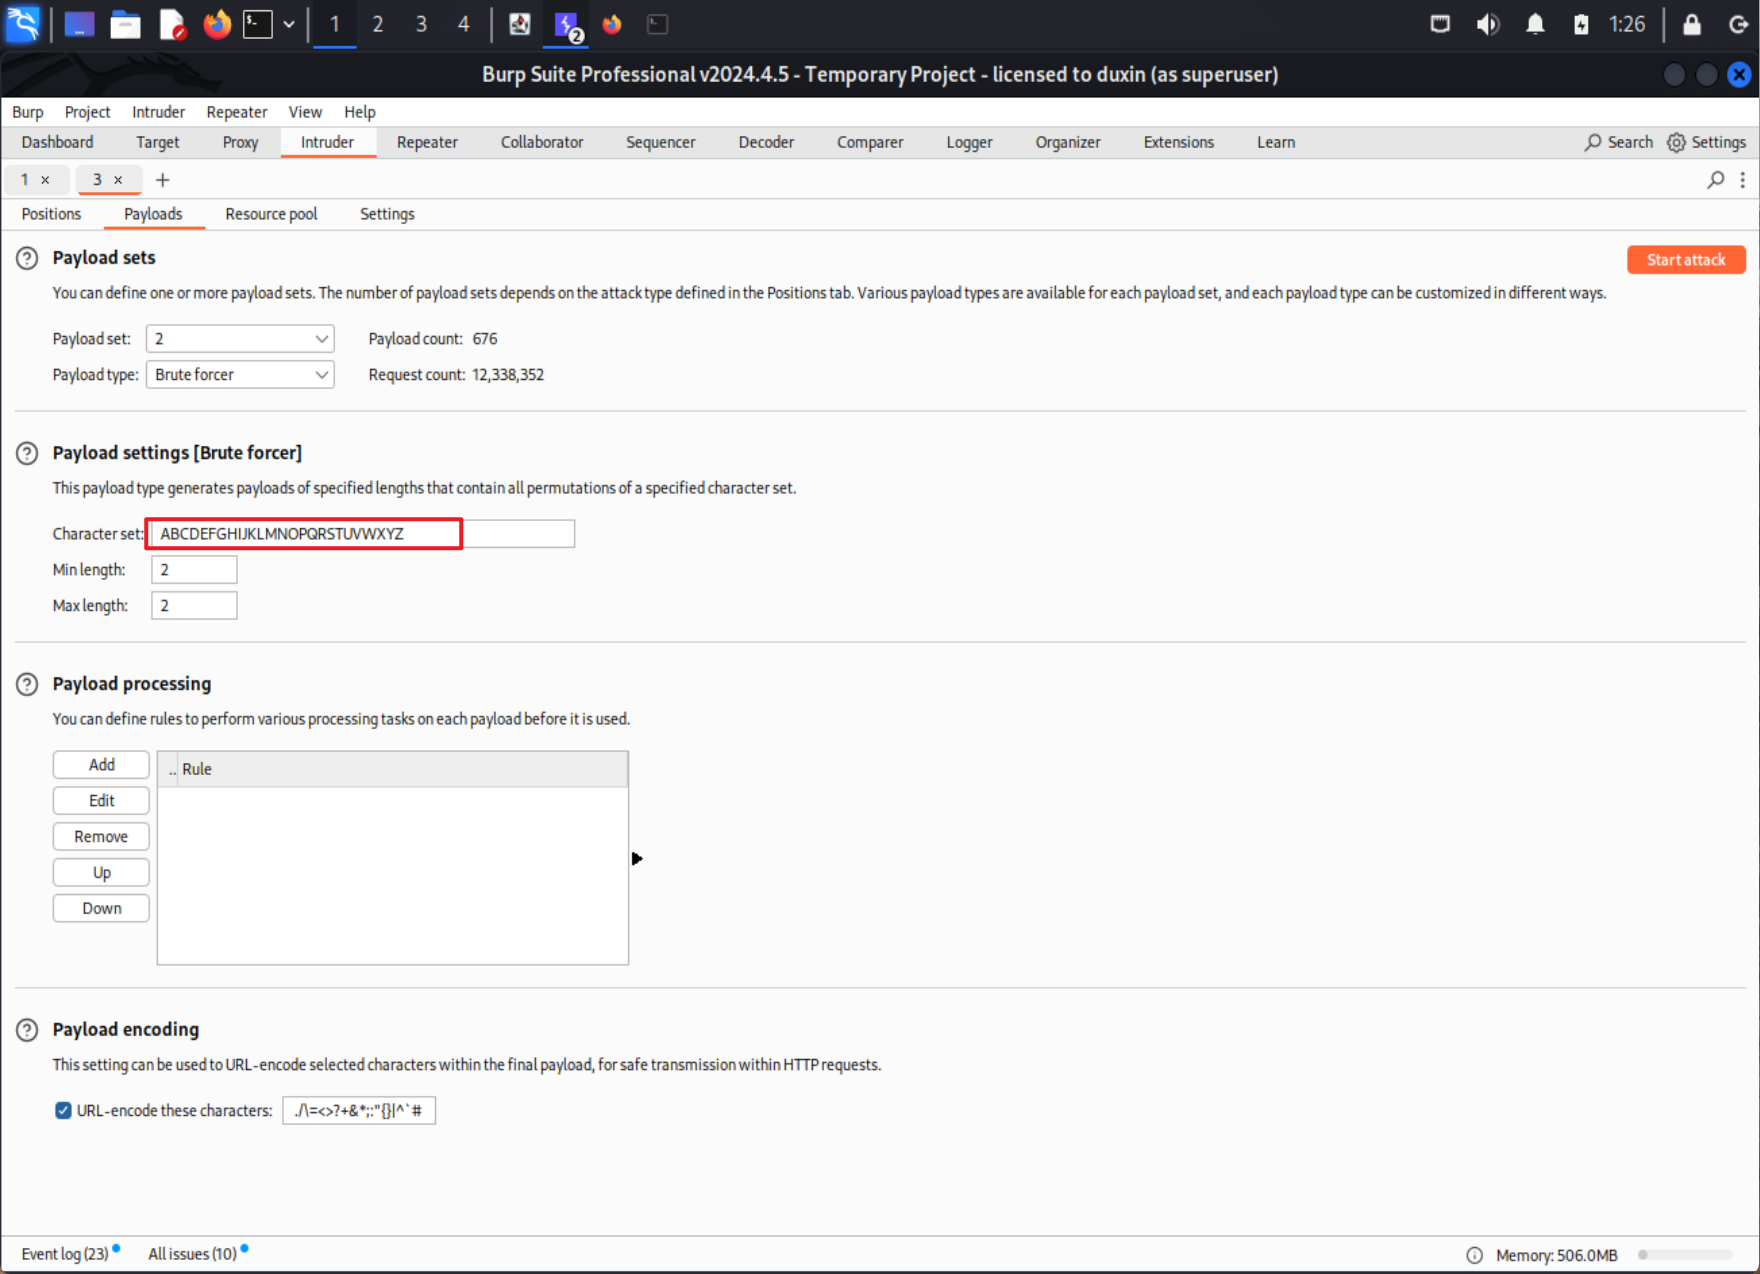 1 2 3 4 2 1:26
Burp Suite Professional v2024.4.5 - Temporary Project - licensed to duxin (as superuser)
Burp Project Intruder Repeater View Help
Dashboard Target Proxy Intruder Repeater Collaborator Sequencer Decoder Comparer Logger Organizer Extensions Learn Search Settings
1 × 3 × +
Positions Payloads Resource pool Settings
? Payload sets
Start attack
You can define one or more payload sets. The number of payload sets depends on the attack type defined in the Positions tab. Various payload types are available for each payload set, and each payload type can be customized in different ways.
Payload set: 2 Payload count: 676
Payload type: Brute forcer Request count: 12,338,352
? Payload settings [Brute forcer]
This payload type generates payloads of specified lengths that contain all permutations of a specified character set.
Character set: ABCDEFGHIJKLMNOPQRSTUVWXYZ
Min length: 2
Max length: 2
? Payload processing
You can define rules to perform various processing tasks on each payload before it is used.
Add .. Rule
Edit
Remove
Up
Down
? Payload encoding
This setting can be used to URL-encode selected characters within the final payload, for safe transmission within HTTP requests.
URL-encode these characters: ./\=<>?+&*;:"{}|^`#
Event log (23) All issues (10) Memory: 506.0MB